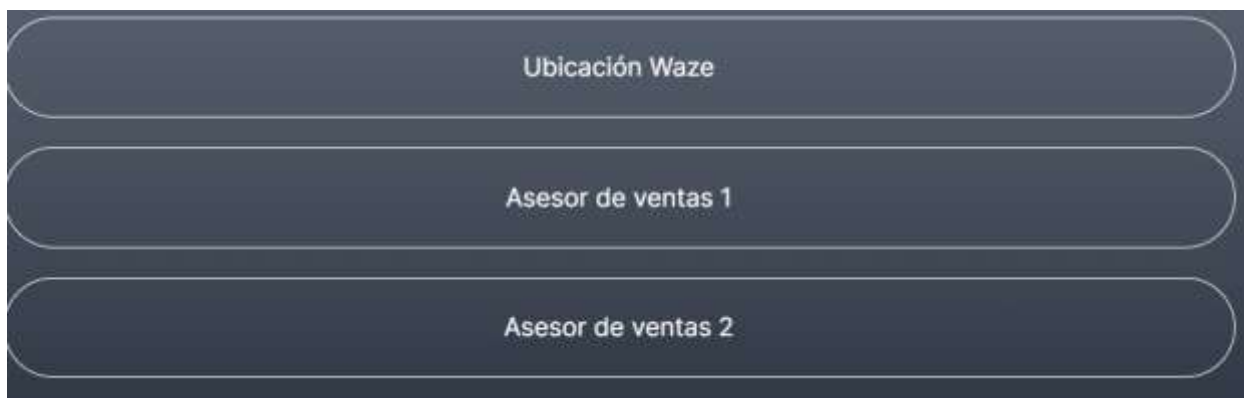 Ubicación Waze
Asesor de ventas 1
Asesor de ventas 2